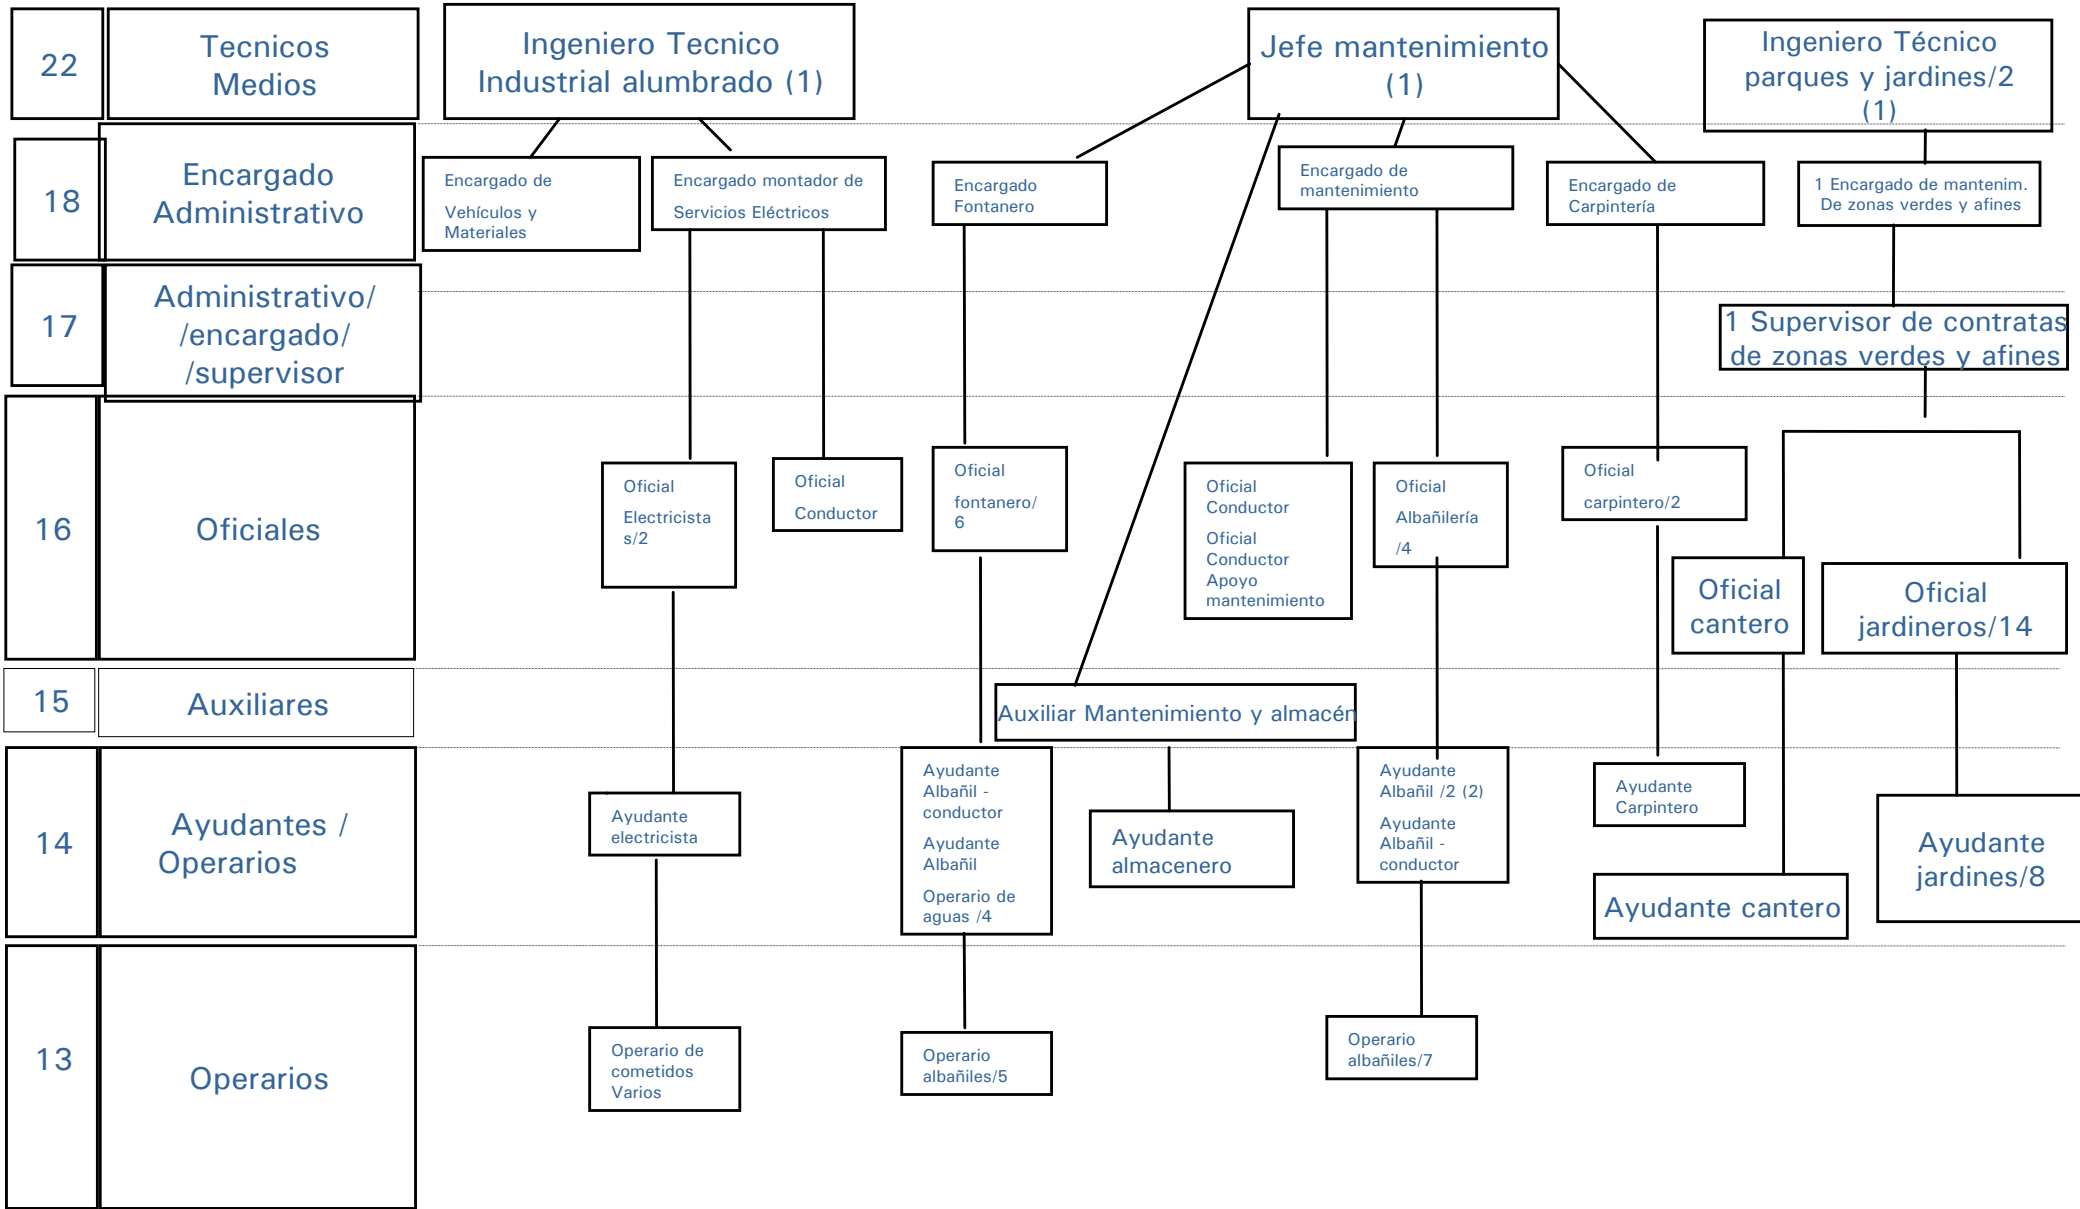 22
Tecnicos
Medios
Ingeniero Tecnico
Industrial alumbrado (1)
Jefe mantenimiento
(1)
Ingeniero Técnico
parques y jardines/2
(1)
18
Encargado
Administrativo
Encargado de
Vehículos y
Materiales
Encargado montador de
Servicios Eléctricos
Encargado
Fontanero
Encargado de
mantenimiento
Encargado de
Carpintería
1 Encargado de mantenim.
De zonas verdes y afines
17
Administrativo/
/encargado/
/supervisor
1 Supervisor de contratas
de zonas verdes y afines
16
Oficiales
Oficial
Electricista
s/2
Oficial
Conductor
Oficial
fontanero/
6
Oficial
Conductor
Oficial
Conductor
Apoyo
mantenimiento
Oficial
Albañilería
/4
Oficial
carpintero/2
Oficial
cantero
Oficial
jardineros/14
15
Auxiliares
Auxiliar Mantenimiento y almacén
14
Ayudantes /
Operarios
Ayudante
electricista
Ayudante
Albañil -
conductor
Ayudante
Albañil
Operario de
aguas /4
Ayudante
almacenero
Ayudante
Albañil /2 (2)
Ayudante
Albañil -
conductor
Ayudante
Carpintero
Ayudante cantero
Ayudante
jardines/8
13
Operarios
Operario de
cometidos
Varios
Operario
albañiles/5
Operario
albañiles/7